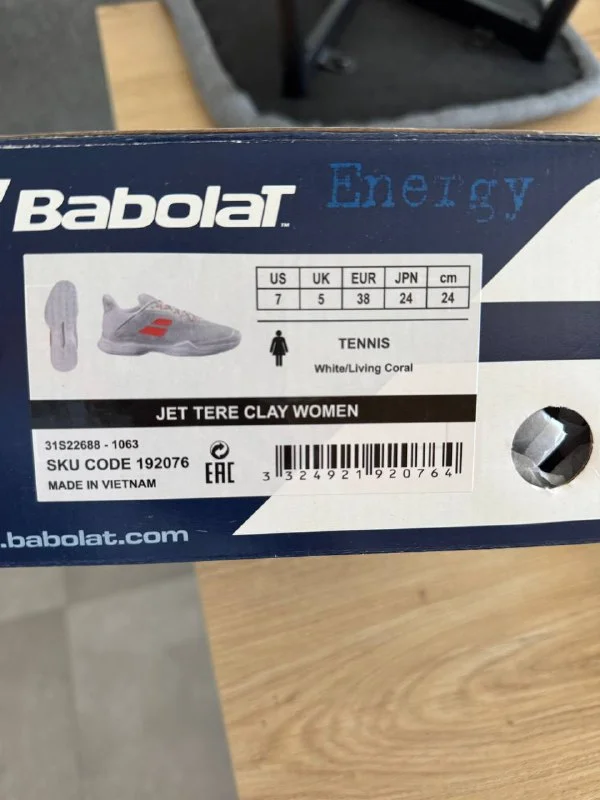 BabolaT™
Energy
US UK EUR JPN cm
7 5 38 24 24
TENNIS
White/Living Coral
JET TERE CLAY WOMEN
31S22688 - 1063
SKU CODE 192076
MADE IN VIETNAM
EAC
3 324921 920764
.babolat.com